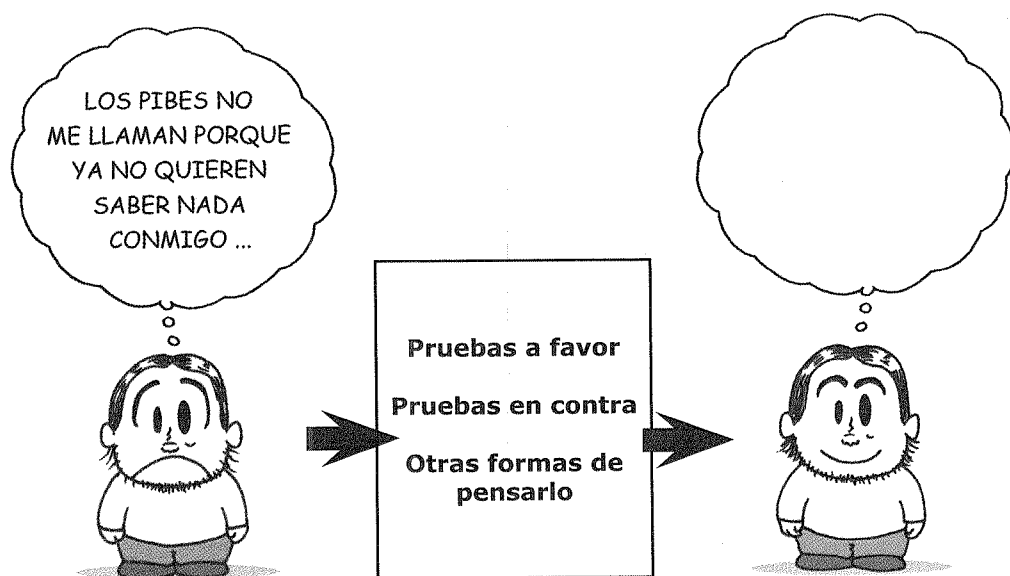 LOS PIBES NO
ME LLAMAN PORQUE
YA NO QUIEREN
SABER NADA
CONMIGO ...
Pruebas a favor
Pruebas en contra
Otras formas de
pensarlo